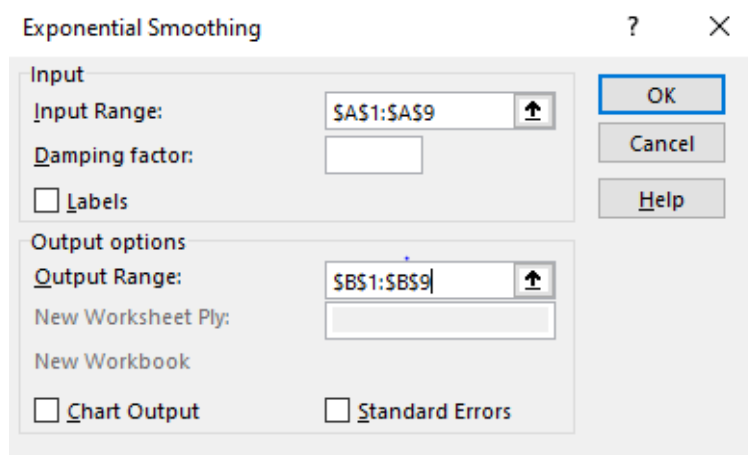 Exponential Smoothing ? ×
Input
Input Range: $A$1:$A$9
OK
Damping factor:
Cancel
Labels
Help
Output options
Output Range: $B$1:$B$9
New Worksheet Ply:
New Workbook
Chart Output Standard Errors